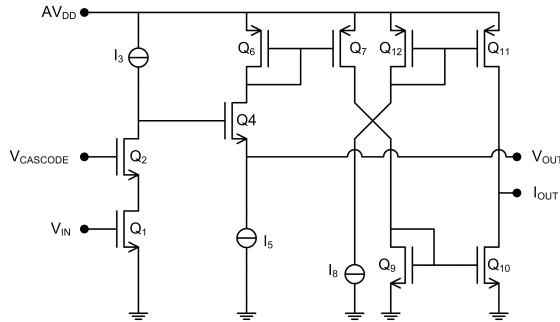 AVDD
I3
Q6
Q7
Q12
Q11
Q4
VCASCODE
Q2
VOUT
IOUT
VIN
Q1
I5
I8
Q9
Q10